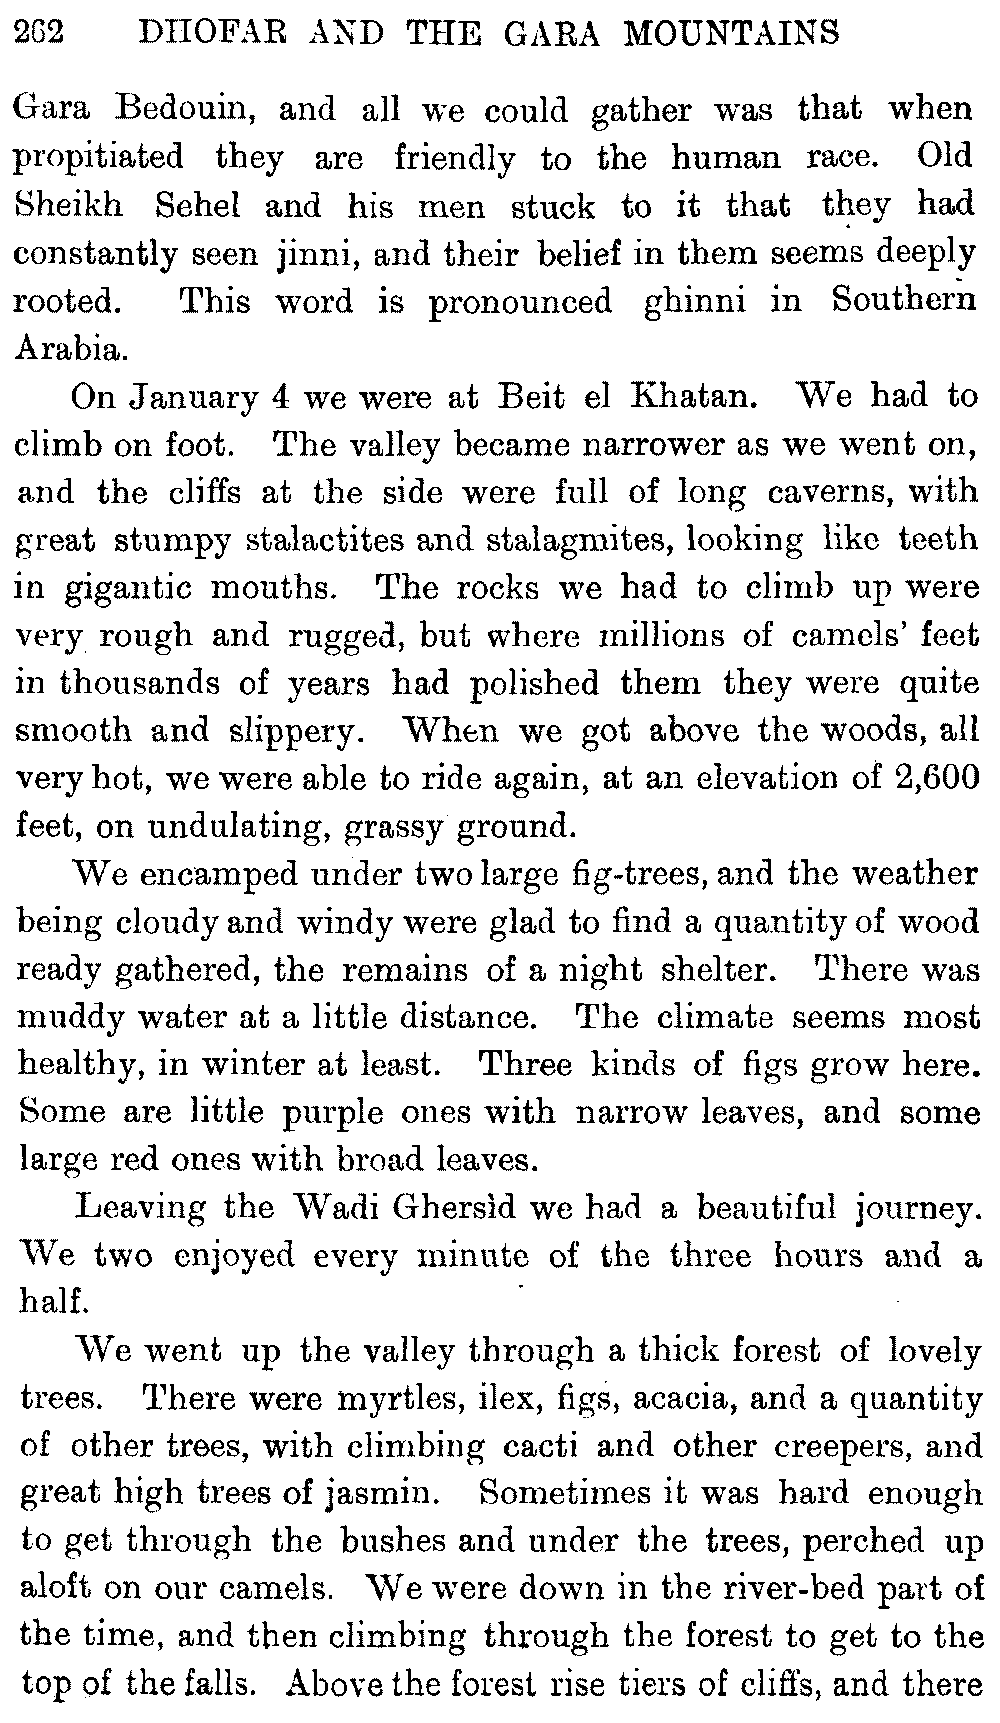 262 DHOFAR AND THE GARA MOUNTAINS
Gara Bedouin, and all we could gather was that when
propitiated they are friendly to the human race. Old
Sheikh Sehel and his men stuck to it that they had
constantly seen jinni, and their belief in them seems deeply
rooted. This word is pronounced ghinni in Southern
Arabia.
On January 4 we were at Beit el Khatan. We had to
climb on foot. The valley became narrower as we went on,
and the cliffs at the side were full of long caverns, with
great stumpy stalactites and stalagmites, looking like teeth
in gigantic mouths. The rocks we had to climb up were
very rough and rugged, but where millions of camels' feet
in thousands of years had polished them they were quite
smooth and slippery. When we got above the woods, all
very hot, we were able to ride again, at an elevation of 2,600
feet, on undulating, grassy ground.
We encamped under two large fig-trees, and the weather
being cloudy and windy were glad to find a quantity of wood
ready gathered, the remains of a night shelter. There was
muddy water at a little distance. The climate seems most
healthy, in winter at least. Three kinds of figs grow here.
Some are little purple ones with narrow leaves, and some
large red ones with broad leaves.
Leaving the Wadi Ghersìd we had a beautiful journey.
We two enjoyed every minute of the three hours and a
half.
We went up the valley through a thick forest of lovely
trees. There were myrtles, ilex, figs, acacia, and a quantity
of other trees, with climbing cacti and other creepers, and
great high trees of jasmin. Sometimes it was hard enough
to get through the bushes and under the trees, perched up
aloft on our camels. We were down in the river-bed part of
the time, and then climbing through the forest to get to the
top of the falls. Above the forest rise tiers of cliffs, and there